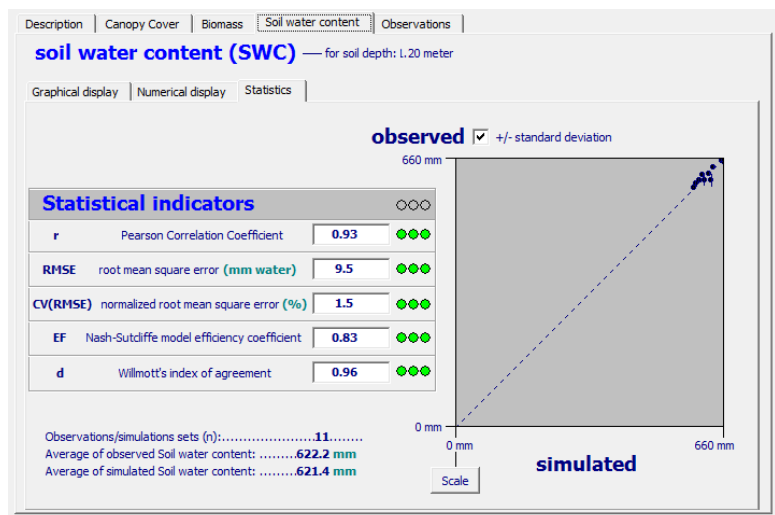 Description Canopy Cover Biomass Soil water content Observations
soil water content (SWC) — for soil depth: 1.20 meter
Graphical display Numerical display Statistics
observed +/- standard deviation
660 mm
Statistical indicators
r Pearson Correlation Coefficient 0.93
RMSE root mean square error (mm water) 9.5
CV(RMSE) normalized root mean square error (%) 1.5
EF Nash-Sutcliffe model efficiency coefficient 0.83
d Willmott's index of agreement 0.96
0 mm
0 mm 660 mm
simulated
Scale
Observations/simulations sets (n):......................11........
Average of observed Soil water content: .........622.2 mm
Average of simulated Soil water content: .........621.4 mm